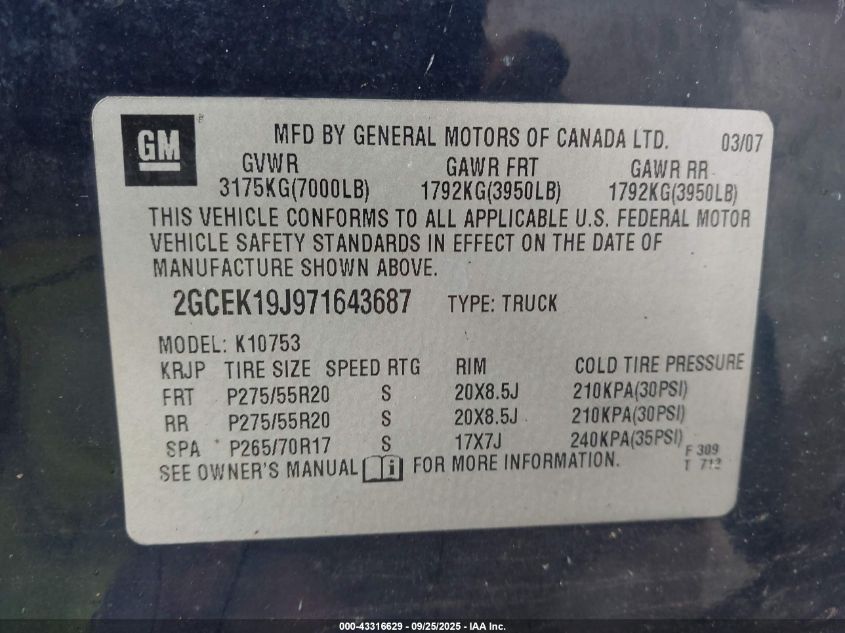 GM ®
MFD BY GENERAL MOTORS OF CANADA LTD. 03/07
GVWR GAWR FRT GAWR RR
3175KG(7000LB) 1792KG(3950LB) 1792KG(3950LB)
THIS VEHICLE CONFORMS TO ALL APPLICABLE U.S. FEDERAL MOTOR
VEHICLE SAFETY STANDARDS IN EFFECT ON THE DATE OF
MANUFACTURE SHOWN ABOVE.
2GCEK19J971643687 TYPE: TRUCK
MODEL: K10753
KRJP TIRE SIZE SPEED RTG RIM COLD TIRE PRESSURE
FRT P275/55R20 S 20X8.5J 210KPA(30PSI)
RR P275/55R20 S 20X8.5J 210KPA(30PSI)
SPA P265/70R17 S 17X7J 240KPA(35PSI)
F 309
SEE OWNER'S MANUAL i FOR MORE INFORMATION.
T 712
000-43316629 - 09/25/2025 - IAA Inc.